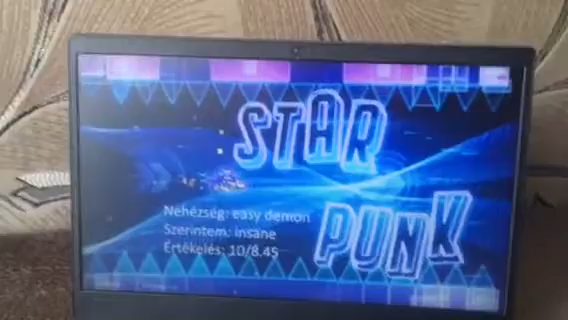 STAR
PUNK
Nehézség: easy demon
Szerintem: insane
Értékelés: 10/8.45